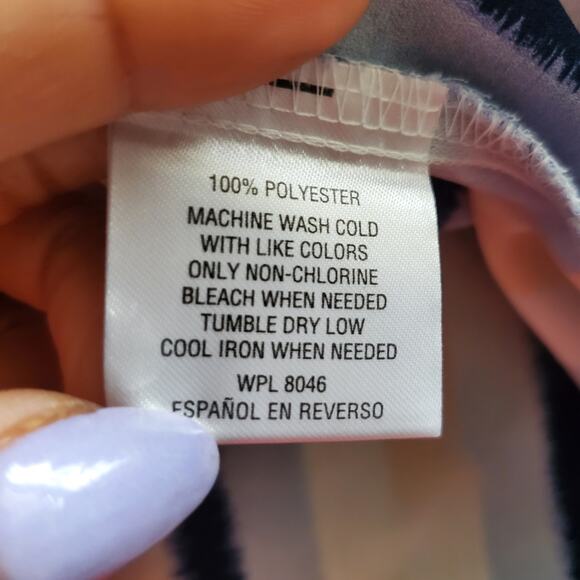 100% POLYESTER
MACHINE WASH COLD
WITH LIKE COLORS
ONLY NON-CHLORINE
BLEACH WHEN NEEDED
TUMBLE DRY LOW
COOL IRON WHEN NEEDED
WPL 8046
ESPAÑOL EN REVERSO